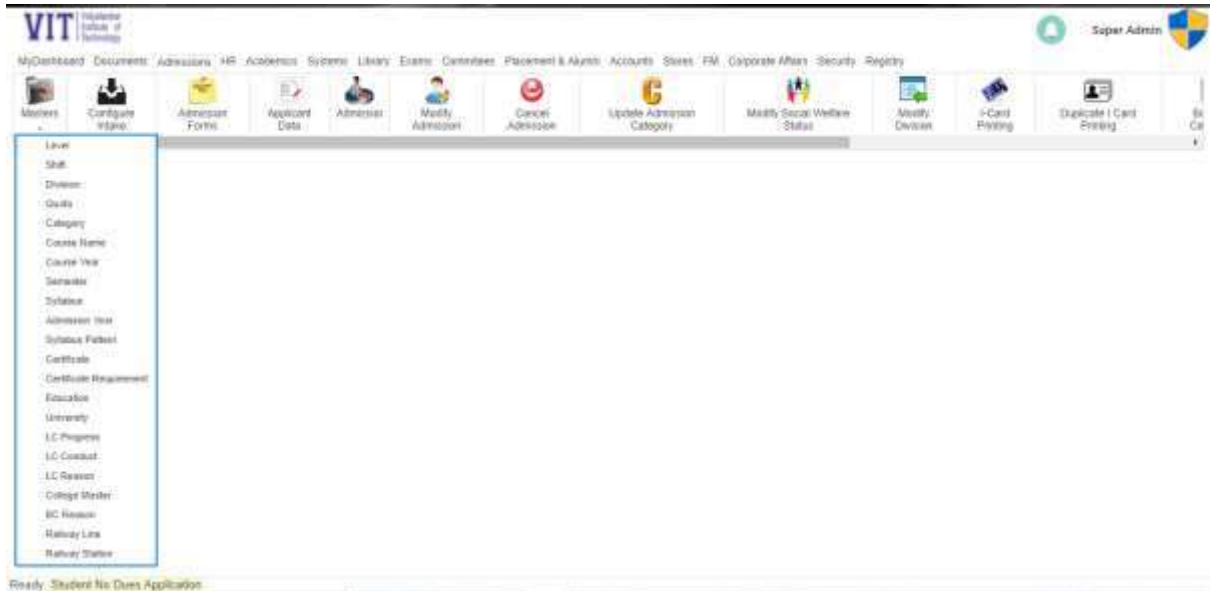 VIT Vidyalankar
Institute of
Technology
Super Admin
MyDashboard Documents Admissions HR Academics Systems Library Exams Committees Placement & Alumni Accounts Stores FM Corporate Affairs Security Registry
Masters Configure Admission Applicant Admission Modify Cancel Update Admission Modify Social Welfare Modify I-Card Duplicate I Card
Intake Forms Data Admission Admission Category Status Division Printing Printing
Level
Shift
Division
Quota
Category
Course Name
Course Year
Semester
Syllabus
Admission Year
Syllabus Pattern
Certificate
Certificate Requirement
Education
University
LC Progress
LC Conduct
LC Reason
College Master
BC Reason
Railway Line
Railway Station
Ready Student No Dues Application